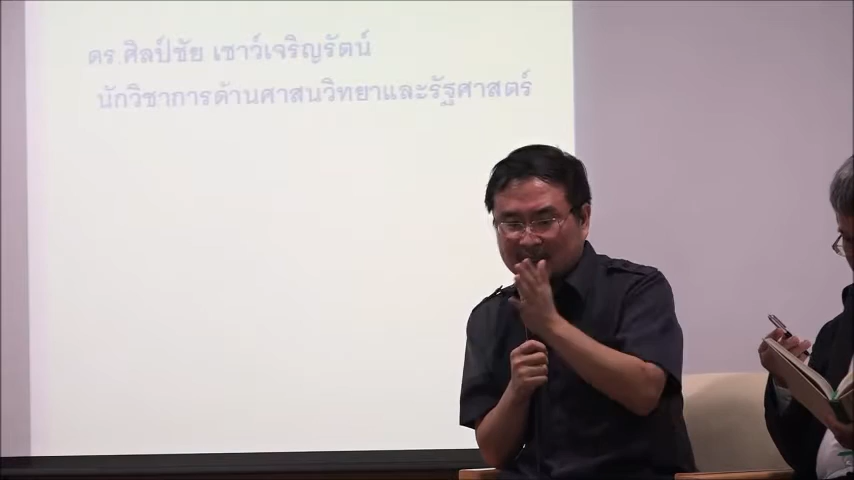 ดร.ศิลป์ชัย เชาว์เจริญรัตน์
นักวิชาการด้านศาสนวิทยาและรัฐศาสตร์